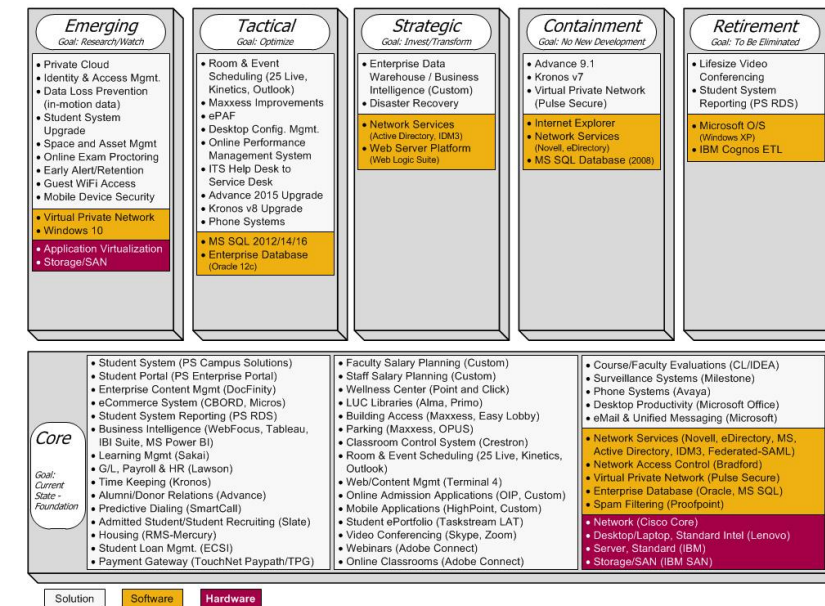 Emerging
Goal: Research/Watch
• Private Cloud
• Identity & Access Mgmt.
• Data Loss Prevention
(in-motion data)
• Student System
Upgrade
• Space and Asset Mgmt
• Online Exam Proctoring
• Early Alert/Retention
• Guest WiFi Access
• Mobile Device Security
• Virtual Private Network
• Windows 10
• Application Virtualization
• Storage/SAN
Tactical
Goal: Optimize
• Room & Event
Scheduling (25 Live,
Kinetics, Outlook)
• Maxxess Improvements
• ePAF
• Desktop Config. Mgmt.
• Online Performance
Management System
• ITS Help Desk to
Service Desk
• Advance 2015 Upgrade
• Kronos v8 Upgrade
• Phone Systems
• MS SQL 2012/14/16
• Enterprise Database
(Oracle 12c)
Strategic
Goal: Invest/Transform
• Enterprise Data
Warehouse / Business
Intelligence (Custom)
• Disaster Recovery
• Network Services
(Active Directory, IDM3)
• Web Server Platform
(Web Logic Suite)
Containment
Goal: No New Development
• Advance 9.1
• Kronos v7
• Virtual Private Network
(Pulse Secure)
• Internet Explorer
• Network Services
(Novell, eDirectory)
• MS SQL Database (2008)
Retirement
Goal: To Be Eliminated
• Lifesize Video
Conferencing
• Student System
Reporting (PS RDS)
• Microsoft O/S
(Windows XP)
• IBM Cognos ETL
Core
Goal:
Current
State -
Foundation
• Student System (PS Campus Solutions)
• Student Portal (PS Enterprise Portal)
• Enterprise Content Mgmt (DocFinity)
• eCommerce System (CBORD, Micros)
• Student System Reporting (PS RDS)
• Business Intelligence (WebFocus, Tableau,
IBI Suite, MS Power BI)
• Learning Mgmt (Sakai)
• G/L, Payroll & HR (Lawson)
• Time Keeping (Kronos)
• Alumni/Donor Relations (Advance)
• Predictive Dialing (SmartCall)
• Admitted Student/Student Recruiting (Slate)
• Housing (RMS-Mercury)
• Student Loan Mgmt. (ECSI)
• Payment Gateway (TouchNet Paypath/TPG)
• Faculty Salary Planning (Custom)
• Staff Salary Planning (Custom)
• Wellness Center (Point and Click)
• LUC Libraries (Alma, Primo)
• Building Access (Maxxess, Easy Lobby)
• Parking (Maxxess, OPUS)
• Classroom Control System (Crestron)
• Room & Event Scheduling (25 Live, Kinetics,
Outlook)
• Web/Content Mgmt (Terminal 4)
• Online Admission Applications (OIP, Custom)
• Mobile Applications (HighPoint, Custom)
• Student ePortfolio (Taskstream LAT)
• Video Conferencing (Skype, Zoom)
• Webinars (Adobe Connect)
• Online Classrooms (Adobe Connect)
• Course/Faculty Evaluations (CL/IDEA)
• Surveillance Systems (Milestone)
• Phone Systems (Avaya)
• Desktop Productivity (Microsoft Office)
• eMail & Unified Messaging (Microsoft)
• Network Services (Novell, eDirectory, MS,
Active Directory, IDM3, Federated-SAML)
• Network Access Control (Bradford)
• Virtual Private Network (Pulse Secure)
• Enterprise Database (Oracle, MS SQL)
• Spam Filtering (Proofpoint)
• Network (Cisco Core)
• Desktop/Laptop, Standard Intel (Lenovo)
• Server, Standard (IBM)
• Storage/SAN (IBM SAN)
Solution
Software
Hardware